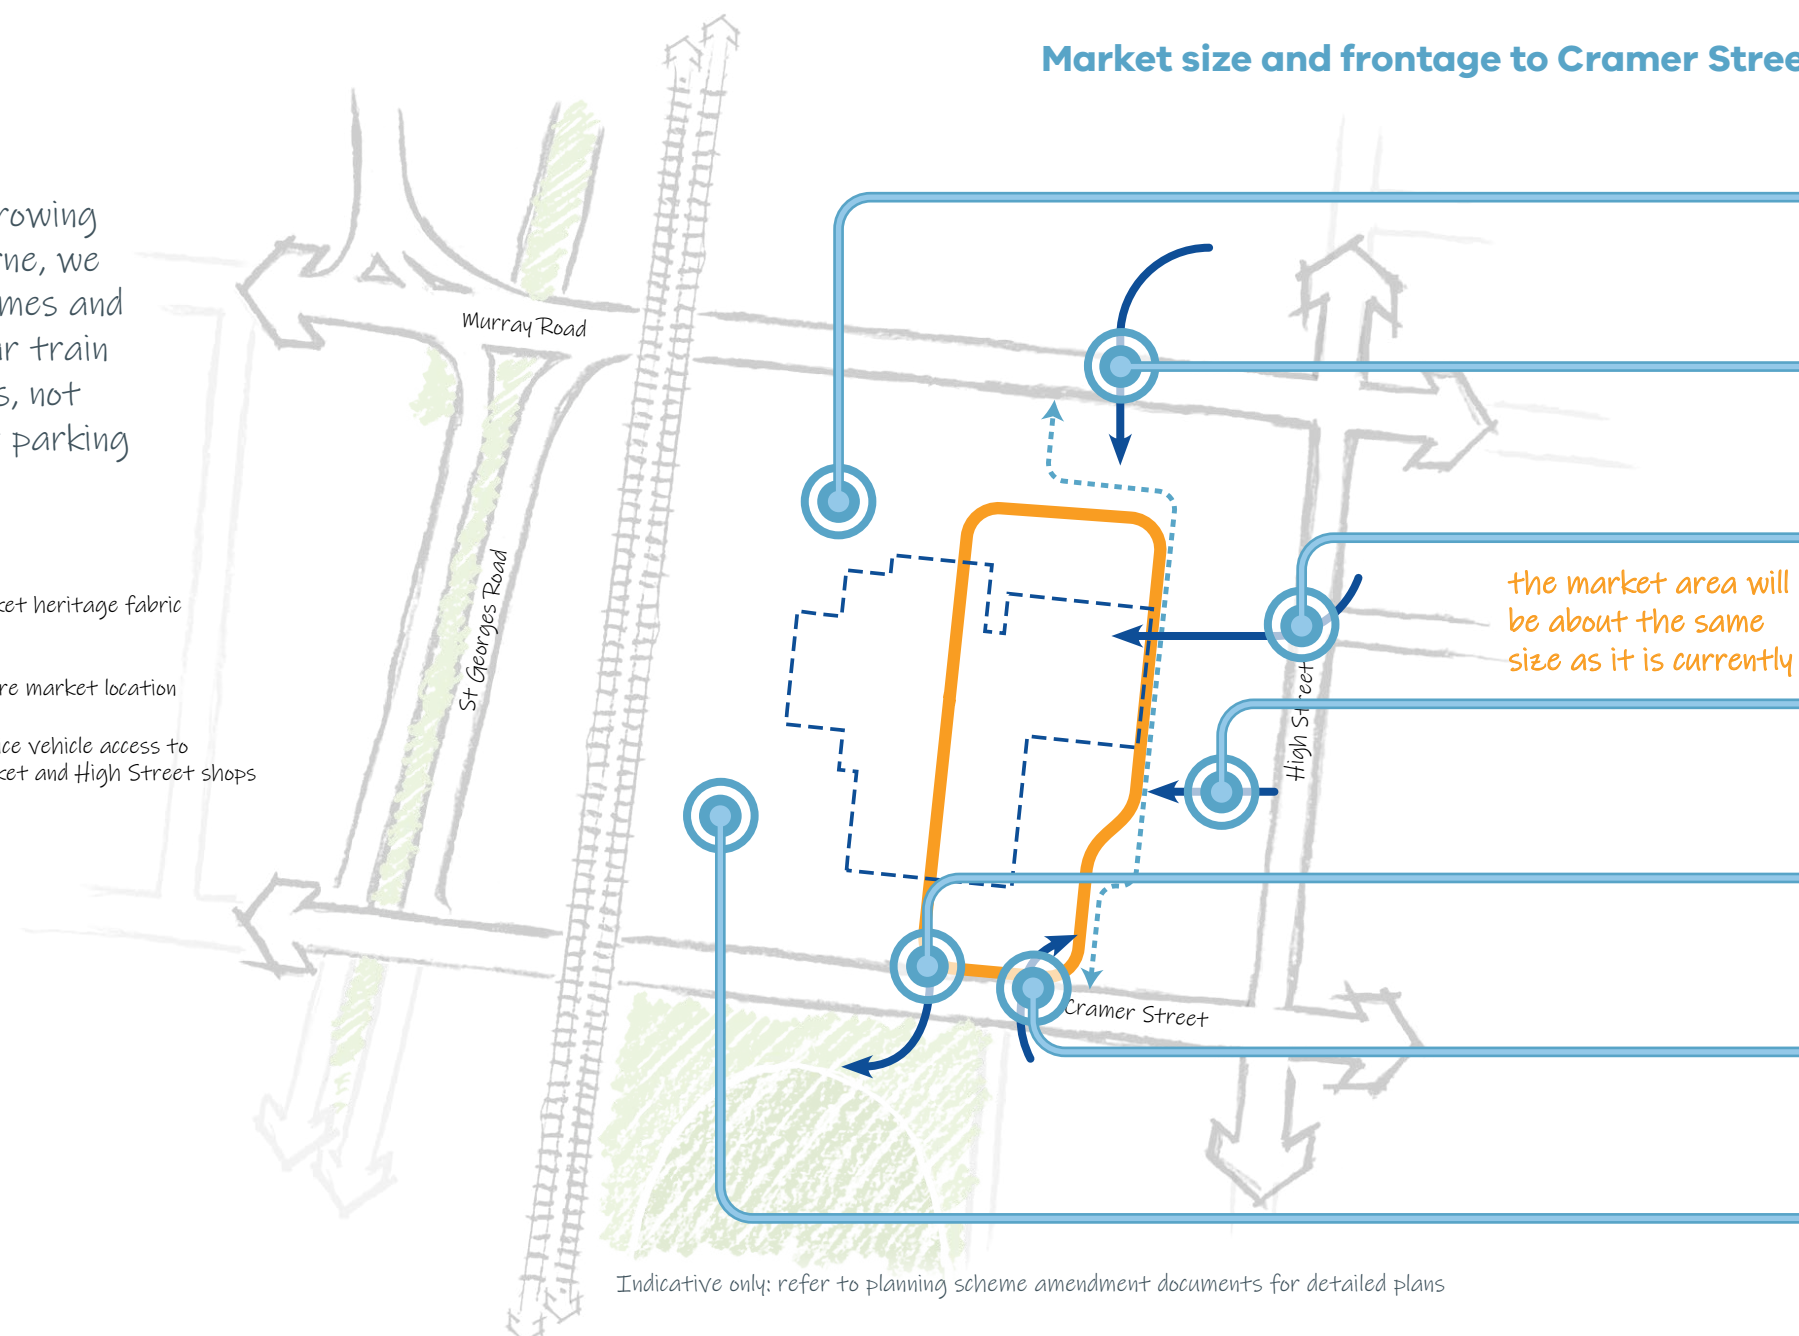 Market size and frontage to Cramer Stree
rowing
rne, we
mes and
ur train
s, not
parking
Murray Road
St Georges Road
ket heritage fabric
re market location
ce vehicle access to
ket and High Street shops
the market area will
be about the same
size as it is currently
High Street
Cramer Street
Indicative only: refer to planning scheme amendment documents for detailed plans